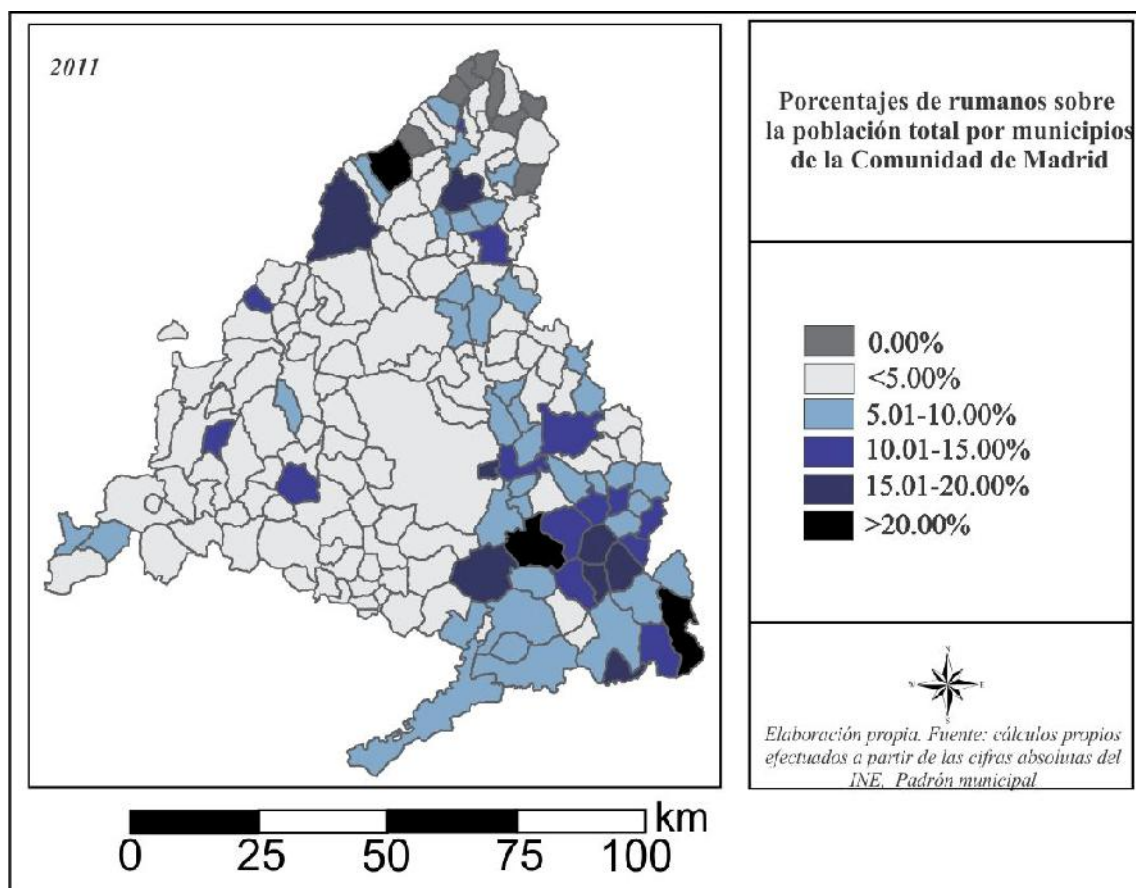 2011
Porcentajes de rumanos sobre
la población total por municipios
de la Comunidad de Madrid
0.00%
<5.00%
5.01-10.00%
10.01-15.00%
15.01-20.00%
>20.00%
N
W E
S
Elaboración propia. Fuente: cálculos propios
efectuados a partir de las cifras absolutas del
INE, Padrón municipal
km
0 25 50 75 100